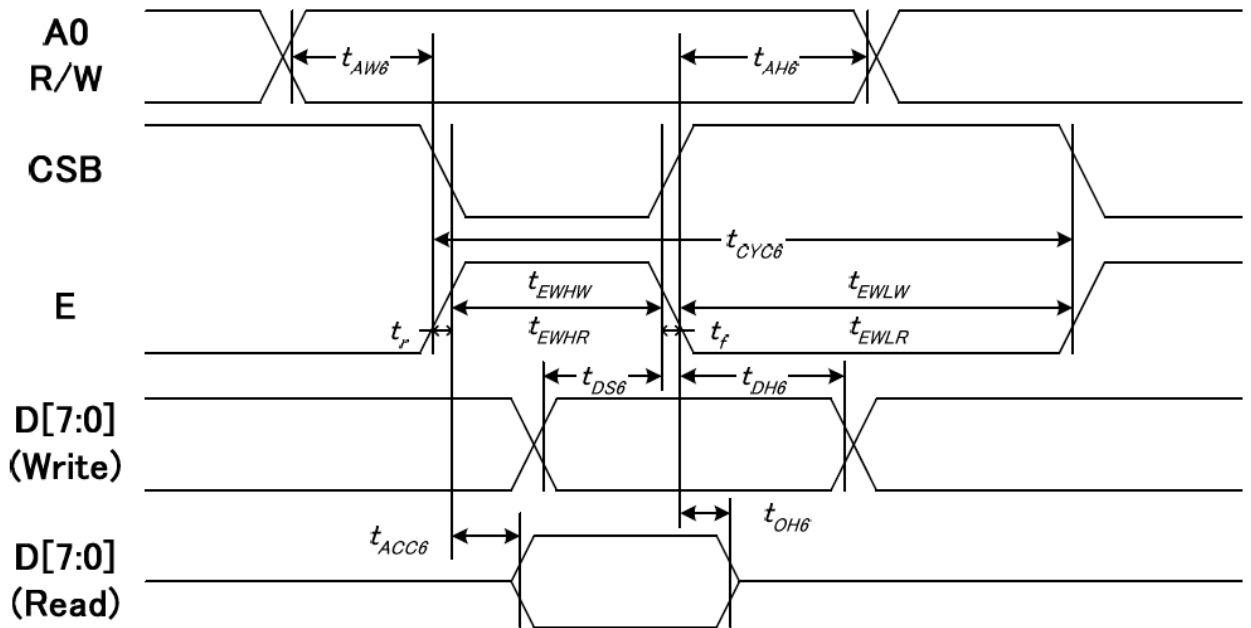 A0
R/W
t_AW6
t_AH6
CSB
t_CYC6
E
t_EWHW
t_EWLW
t_r
t_EWHR
t_f
t_EWLR
t_DS6
t_DH6
D[7:0]
(Write)
t_ACC6
t_OH6
D[7:0]
(Read)